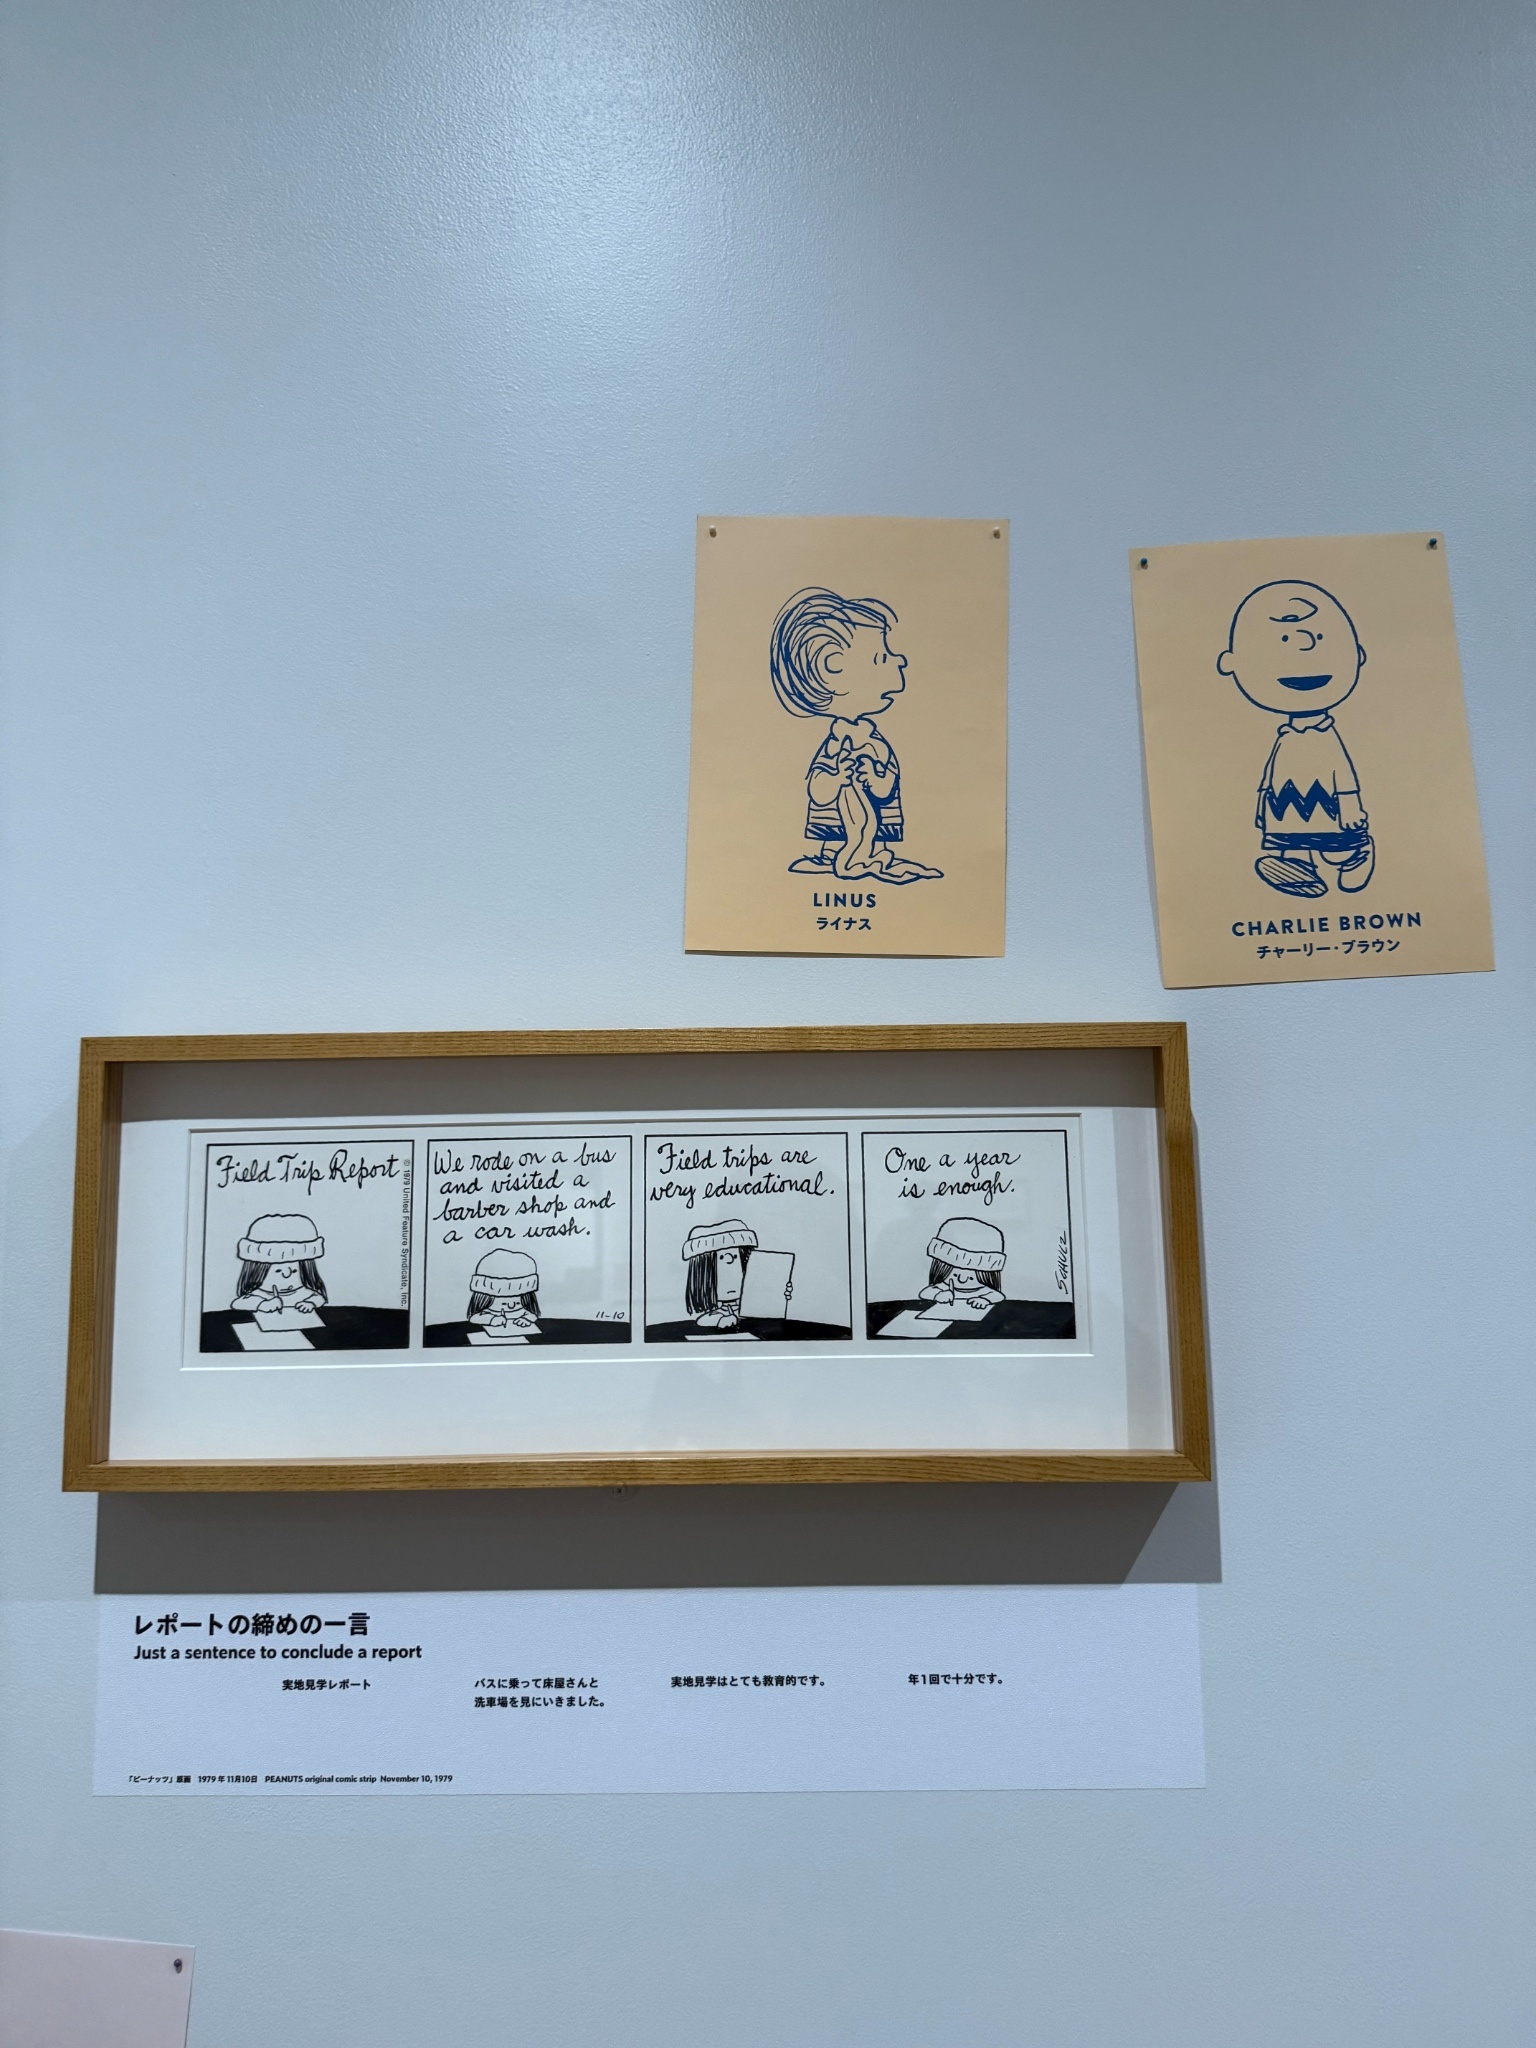 LINUS
ライナス
CHARLIE BROWN
チャーリー・ブラウン
Field Trip Report
© 1979 United Feature Syndicate, Inc.
We rode on a bus
and visited a
barber shop and
a car wash.
11-10
Field trips are
very educational.
One a year
is enough.
SCHULZ
レポートの締めの一言
Just a sentence to conclude a report
実地見学レポート
バスに乗って床屋さんと
洗車場を見にいきました。
実地見学はとても教育的です。
年1回で十分です。
「ピーナッツ」原画 1979年11月10日 PEANUTS original comic strip November 10, 1979